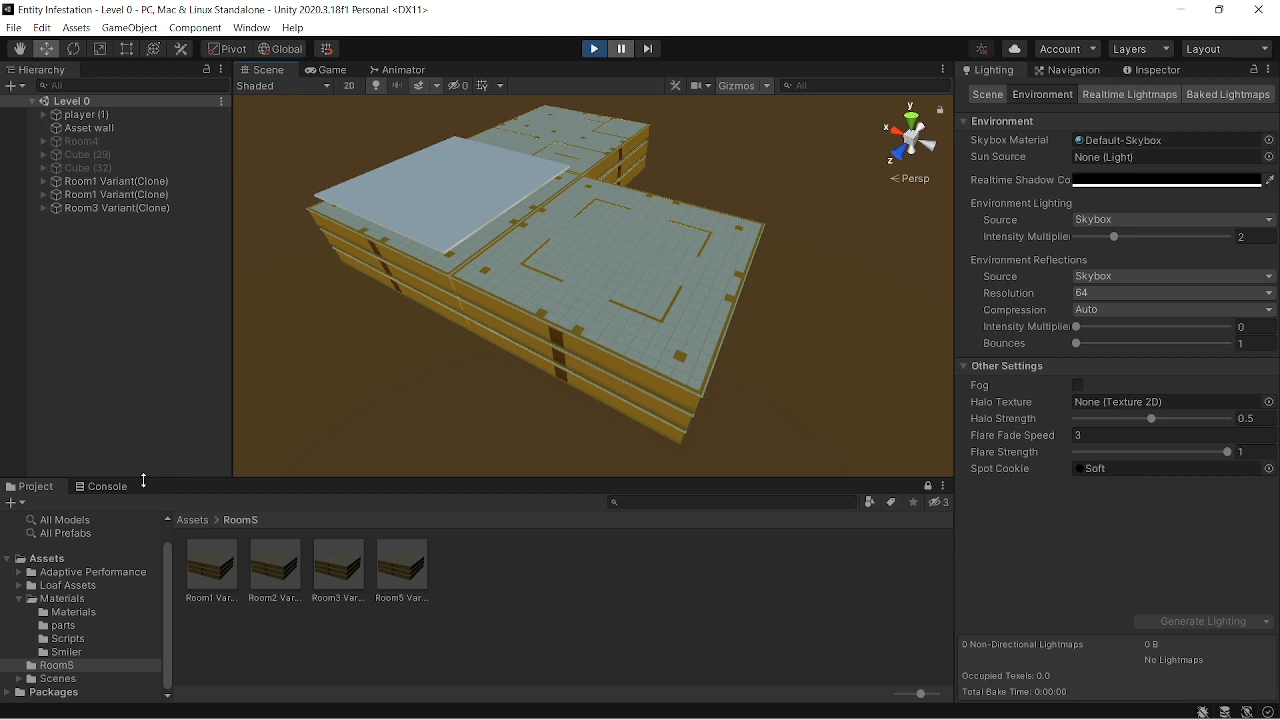 Entity Infestation - Level 0 - PC, Mac & Linux Standalone - Unity 2020.3.18f1 Personal <DX11>
File Edit Assets GameObject Component Window Help
Pivot Global Account Layers Layout
Hierarchy Scene Game Animator Lighting Navigation Inspector
All Shaded 2D 0 Gizmos All
Scene Environment Realtime Lightmaps Baked Lightmaps
Level 0
player (1)
Asset wall
Room4
Cube (29)
Cube (32)
Room1 Variant(Clone)
Room1 Variant(Clone)
Room3 Variant(Clone)
y
x
z
Persp
Environment
Skybox Material Default-Skybox
Sun Source None (Light)
Realtime Shadow Co
Environment Lighting
Source Skybox
Intensity Multiplie 2
Environment Reflections
Source Skybox
Resolution 64
Compression Auto
Intensity Multiplie 0
Bounces 1
Other Settings
Fog
Halo Texture None (Texture 2D)
Halo Strength 0.5
Flare Fade Speed 3
Flare Strength 1
Spot Cookie Soft
Generate Lighting
0 Non-Directional Lightmaps 0 B
No Lightmaps
Occupied Texels: 0.0
Total Bake Time: 0:00:00
Project Console
3
All Models
All Prefabs
Assets
Adaptive Performance
Loaf Assets
Materials
Materials
parts
Scripts
Smiler
RoomS
Scenes
Packages
Assets > RoomS
Room1 Var... Room2 Var... Room3 Var... Room5 Var...